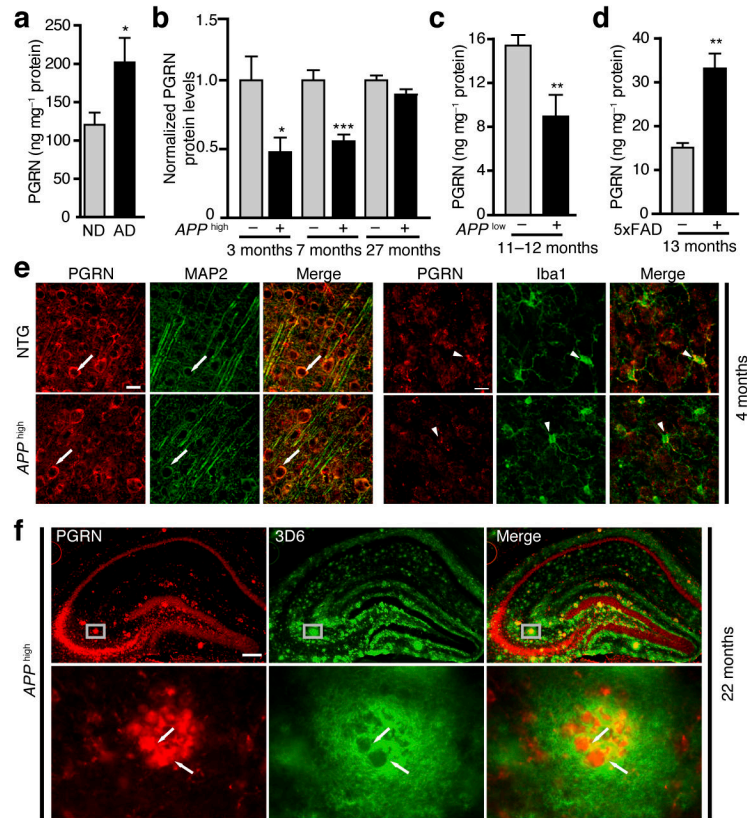 a
PGRN (ng mg⁻¹ protein)
250
200
150
100
50
0
*
ND AD
b
Normalized PGRN
protein levels
1.5
1.0
0.5
0
*
***
APP high
− + − + − +
3 months 7 months 27 months
c
PGRN (ng mg⁻¹ protein)
16
12
8
4
0
**
APP low
− +
11–12 months
d
PGRN (ng mg⁻¹ protein)
40
30
20
10
0
**
5xFAD
− +
13 months
e
PGRN MAP2 Merge PGRN Iba1 Merge
NTG
APP high
4 months
f
PGRN 3D6 Merge
APP high
22 months